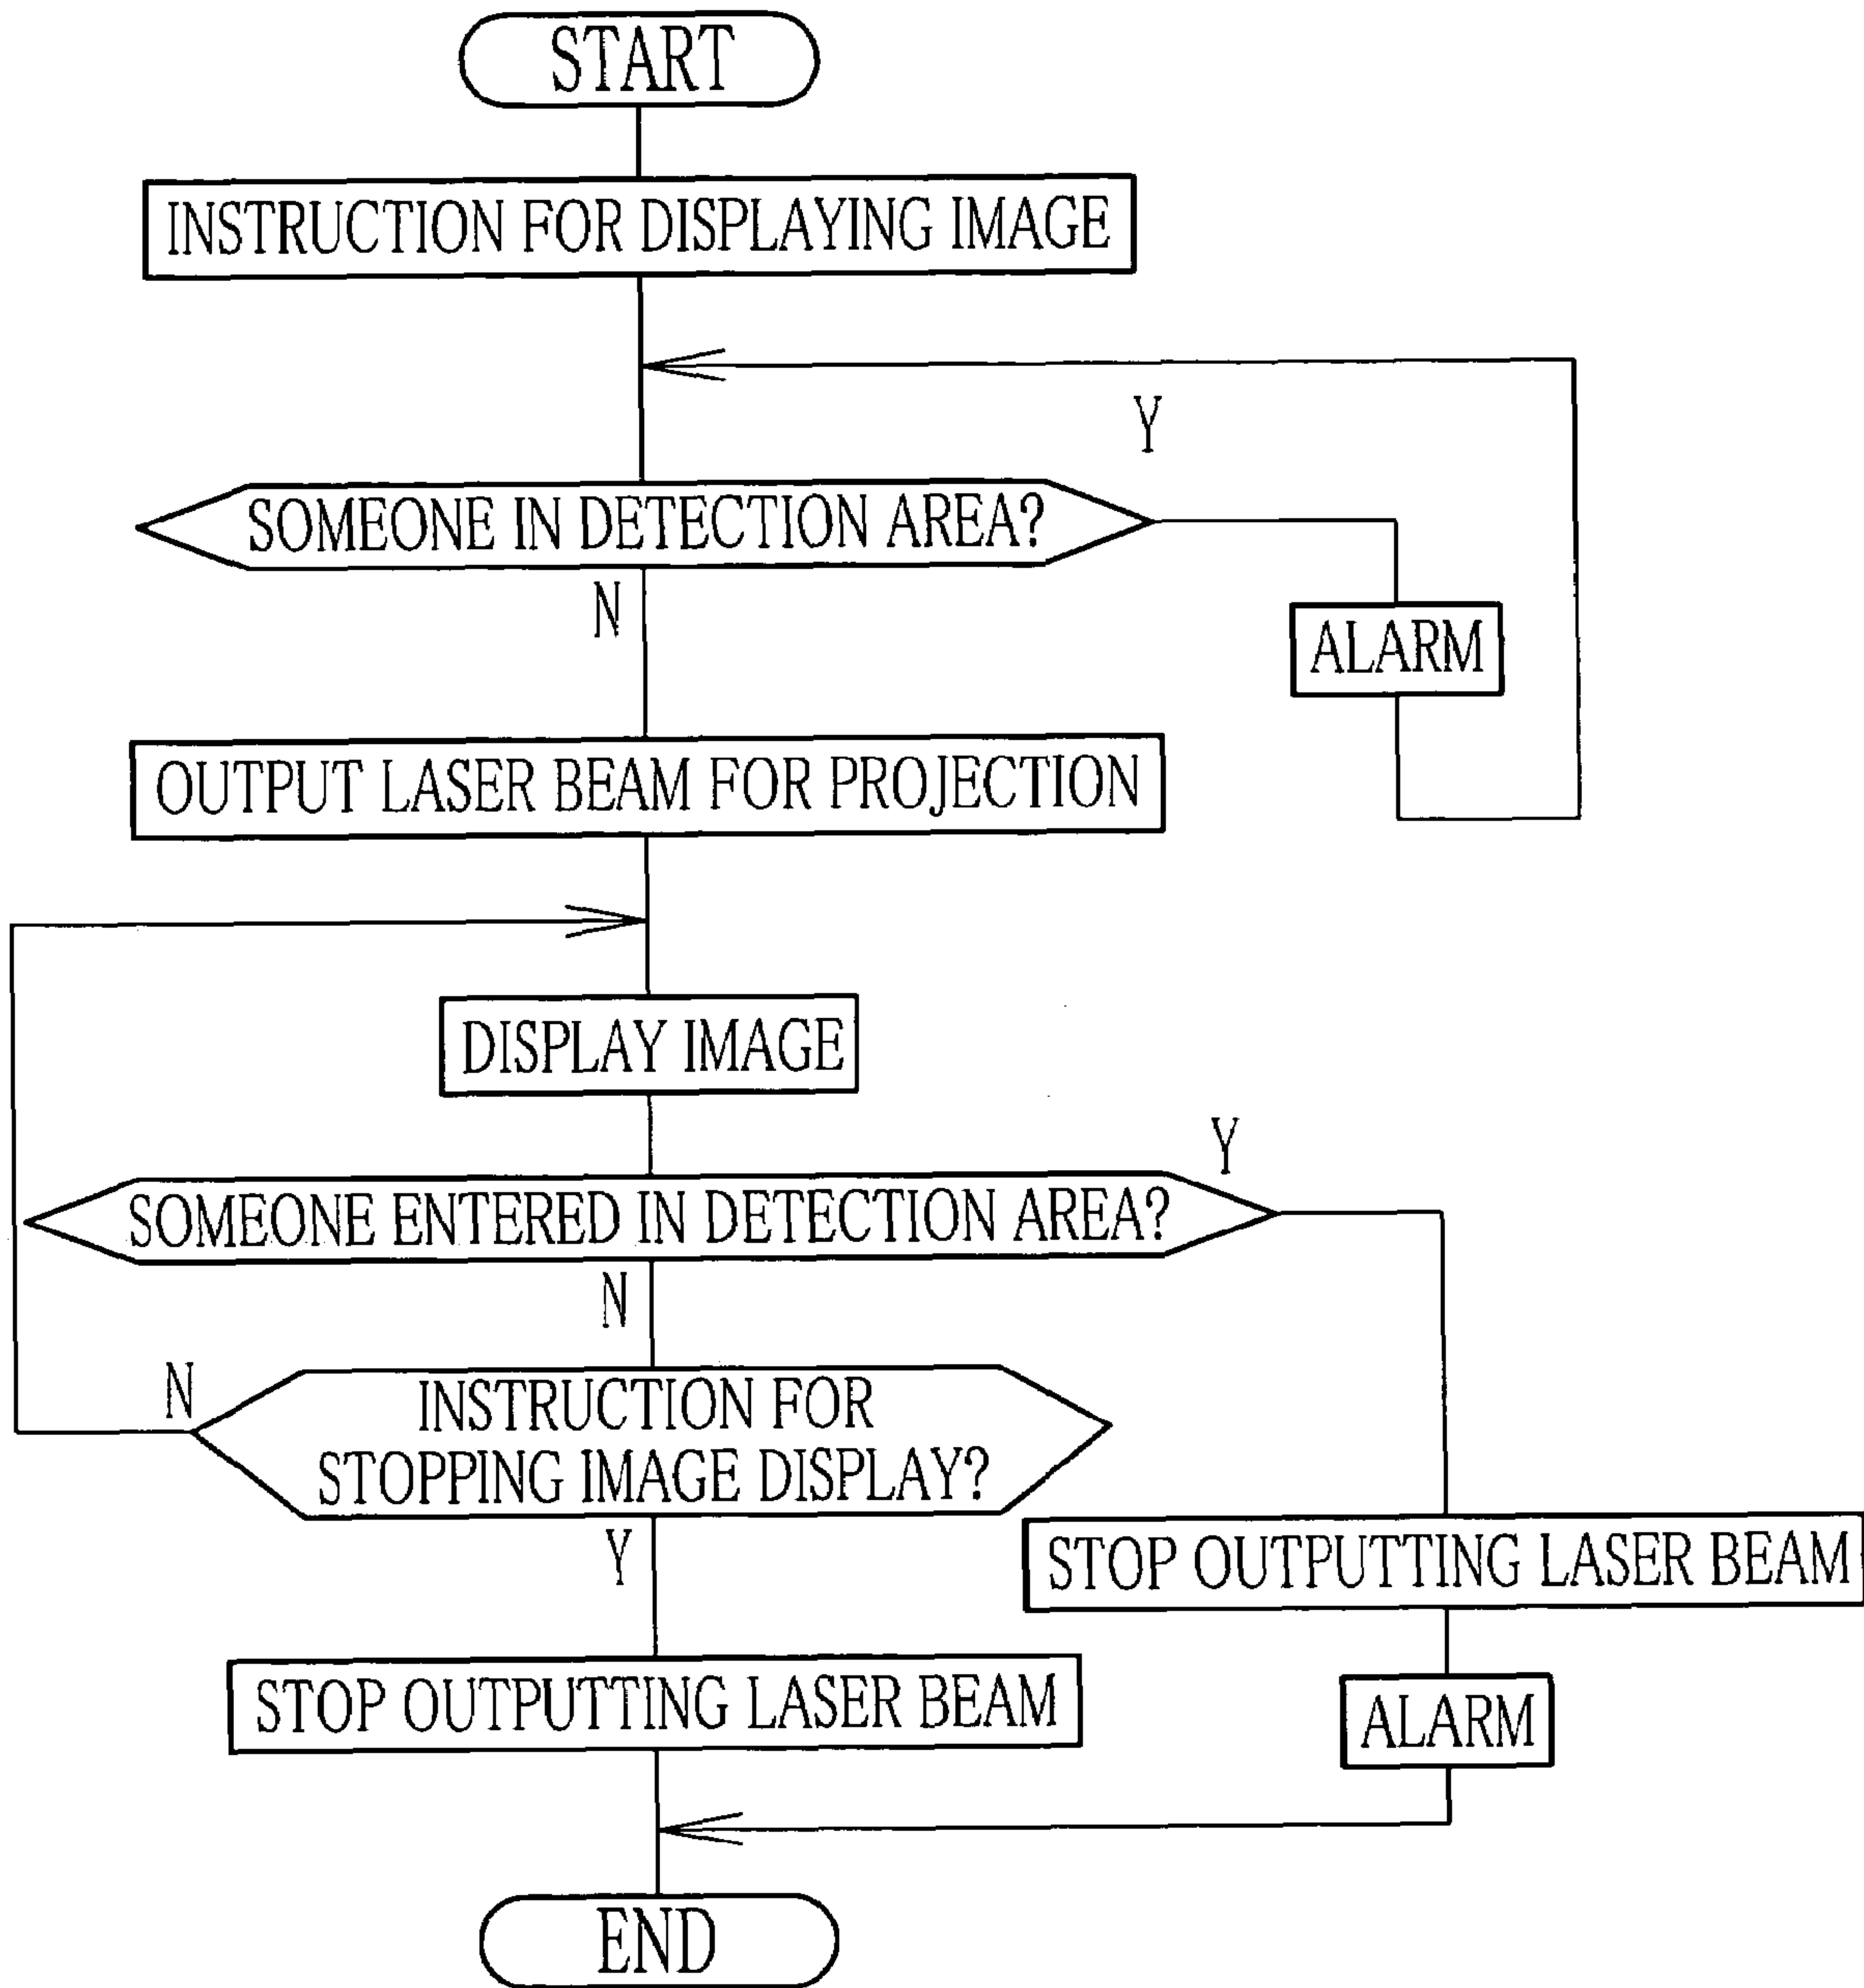 START
INSTRUCTION FOR DISPLAYING IMAGE
Y
SOMEONE IN DETECTION AREA?
N
ALARM
OUTPUT LASER BEAM FOR PROJECTION
DISPLAY IMAGE
Y
SOMEONE ENTERED IN DETECTION AREA?
N
N
INSTRUCTION FOR
STOPPING IMAGE DISPLAY?
Y
STOP OUTPUTTING LASER BEAM
STOP OUTPUTTING LASER BEAM
ALARM
END